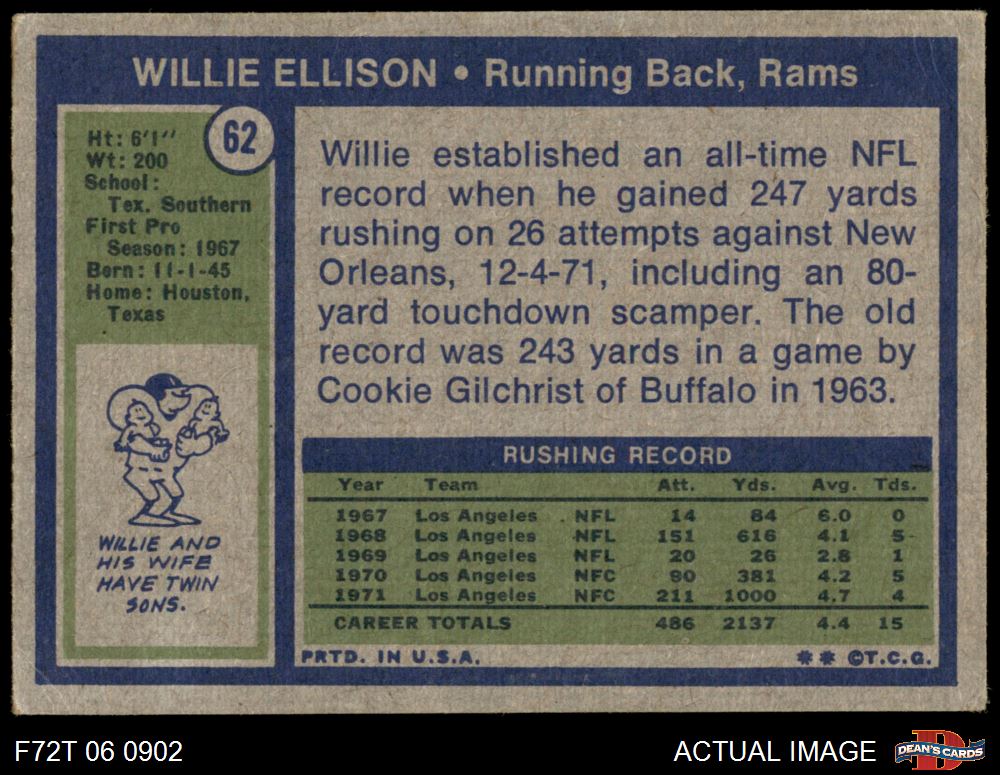 WILLIE ELLISON • Running Back, Rams
62
Ht: 6'1''
Wt: 200
School:
Tex. Southern
First Pro
Season: 1967
Born: 11-1-45
Home: Houston,
Texas
WILLIE AND
HIS WIFE
HAVE TWIN
SONS.
Willie established an all-time NFL
record when he gained 247 yards
rushing on 26 attempts against New
Orleans, 12-4-71, including an 80-
yard touchdown scamper. The old
record was 243 yards in a game by
Cookie Gilchrist of Buffalo in 1963.
RUSHING RECORD
Year Team Att. Yds. Avg. Tds.
1967 Los Angeles NFL 14 84 6.0 0
1968 Los Angeles NFL 151 616 4.1 5
1969 Los Angeles NFL 20 26 2.8 1
1970 Los Angeles NFC 90 381 4.2 5
1971 Los Angeles NFC 211 1000 4.7 4
CAREER TOTALS 486 2137 4.4 15
PRTD. IN U.S.A. ** ©T.C.G.
F72T 06 0902 ACTUAL IMAGE DEAN'S CARDS